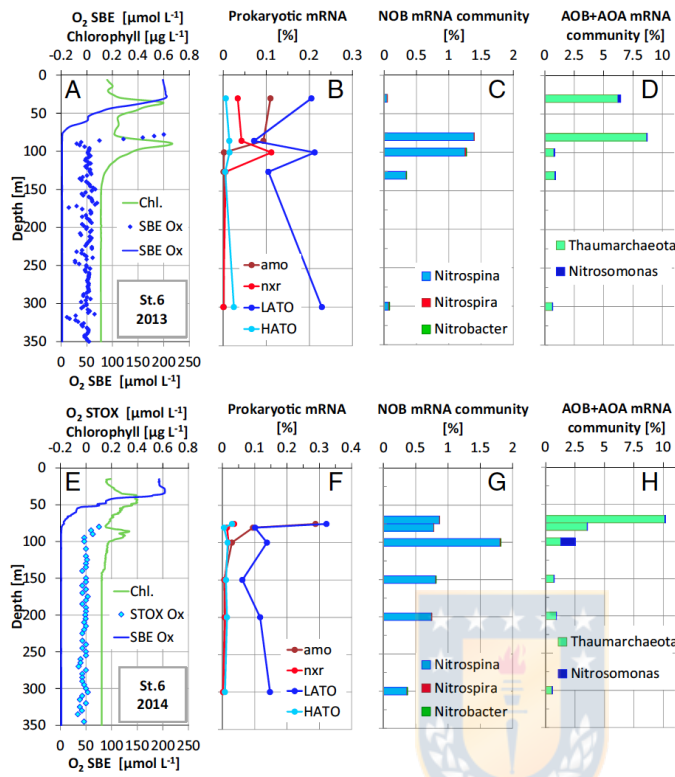 O₂ SBE [µmol L⁻¹]
Chlorophyll [µg L⁻¹]
-0.2 0 0.2 0.4 0.6 0.8
Prokaryotic mRNA
[%]
0 0.1 0.2 0.3
NOB mRNA community
[%]
0 0.5 1 1.5 2
AOB+AOA mRNA
community [%]
0 2 4 6 8 10
A
B
C
D
0
50
100
150
200
250
300
350
Depth [m]
Chl.
SBE Ox
SBE Ox
St.6
2013
0 50 100 150 200 250
O₂ SBE [µmol L⁻¹]
amo
nxr
LATO
HATO
Nitrospina
Nitrospira
Nitrobacter
Thaumarchaeota
Nitrosomonas
O₂ STOX [µmol L⁻¹]
Chlorophyll [µg L⁻¹]
-0.2 0 0.2 0.4 0.6 0.8
Prokaryotic mRNA
[%]
0 0.1 0.2 0.3 0.4
NOB mRNA community
[%]
0 0.5 1 1.5 2
AOB+AOA mRNA
community [%]
0 2 4 6 8 10
E
F
G
H
0
50
100
150
200
250
300
350
Depth [m]
Chl.
STOX Ox
SBE Ox
St.6
2014
0 50 100 150 200 250
O₂ SBE [µmol L⁻¹]
amo
nxr
LATO
HATO
Nitrospina
Nitrospira
Nitrobacter
Thaumarchaeota
Nitrosomonas